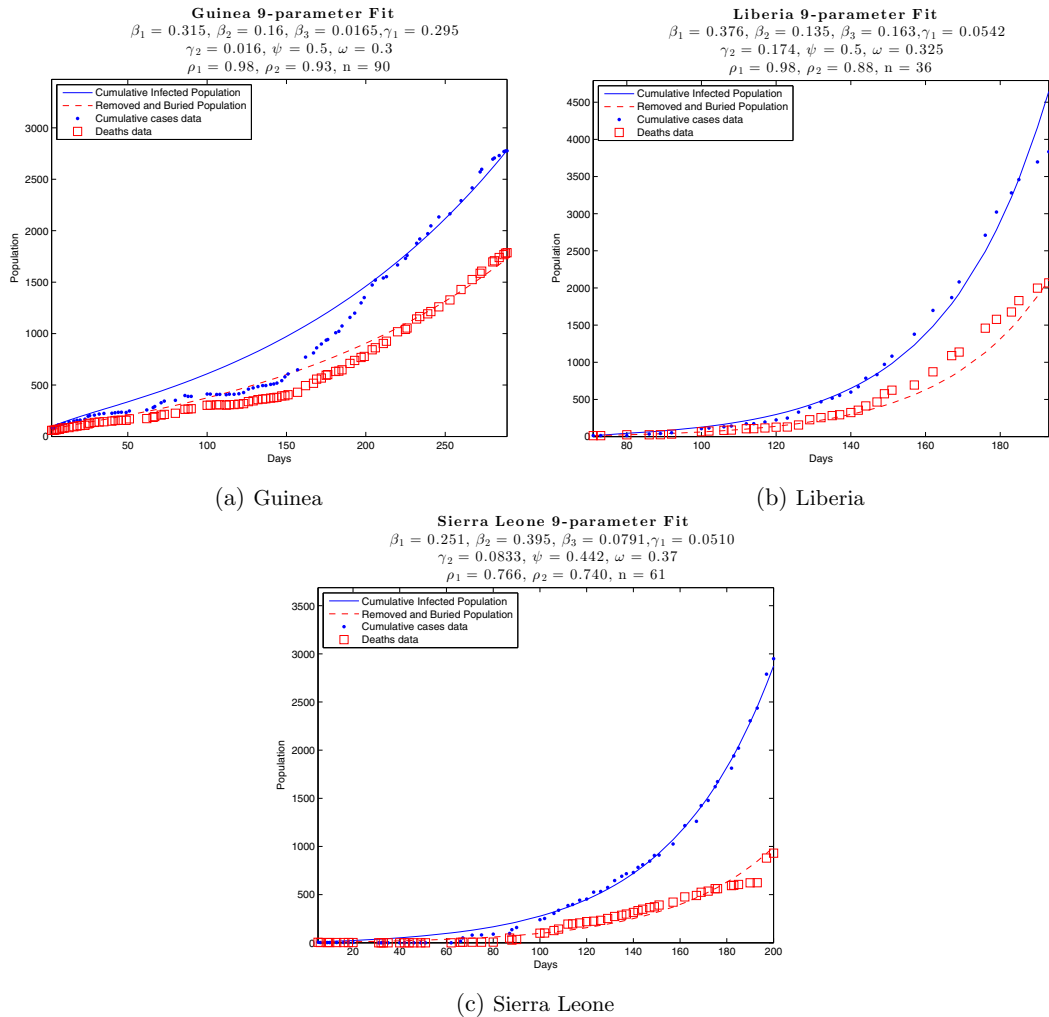 Guinea 9-parameter Fit
β₁ = 0.315, β₂ = 0.16, β₃ = 0.0165,γ₁ = 0.295
γ₂ = 0.016, ψ = 0.5, ω = 0.3
ρ₁ = 0.98, ρ₂ = 0.93, n = 90
Cumulative Infected Population
Removed and Buried Population
Cumulative cases data
Deaths data
3000
2500
2000
1500
1000
500
0
Population
50
100
150
200
250
Days
(a) Guinea
Liberia 9-parameter Fit
β₁ = 0.376, β₂ = 0.135, β₃ = 0.163,γ₁ = 0.0542
γ₂ = 0.174, ψ = 0.5, ω = 0.325
ρ₁ = 0.98, ρ₂ = 0.88, n = 36
Cumulative Infected Population
Removed and Buried Population
Cumulative cases data
Deaths data
4500
4000
3500
3000
2500
2000
1500
1000
500
0
Population
80
100
120
140
160
180
Days
(b) Liberia
Sierra Leone 9-parameter Fit
β₁ = 0.251, β₂ = 0.395, β₃ = 0.0791,γ₁ = 0.0510
γ₂ = 0.0833, ψ = 0.442, ω = 0.37
ρ₁ = 0.766, ρ₂ = 0.740, n = 61
Cumulative Infected Population
Removed and Buried Population
Cumulative cases data
Deaths data
3500
3000
2500
2000
1500
1000
500
0
Population
20
40
60
80
100
120
140
160
180
200
Days
(c) Sierra Leone